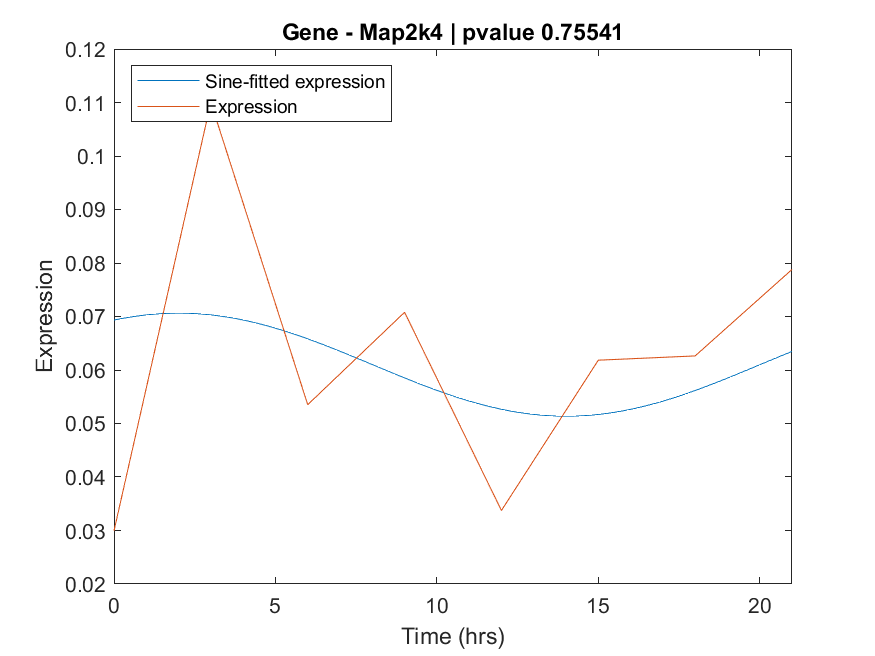 Gene - Map2k4 | pvalue 0.75541
0.12
0.11
0.1
0.09
0.08
0.07
0.06
0.05
0.04
0.03
0.02
Sine-fitted expression
Expression
Expression
0 5 10 15 20
Time (hrs)